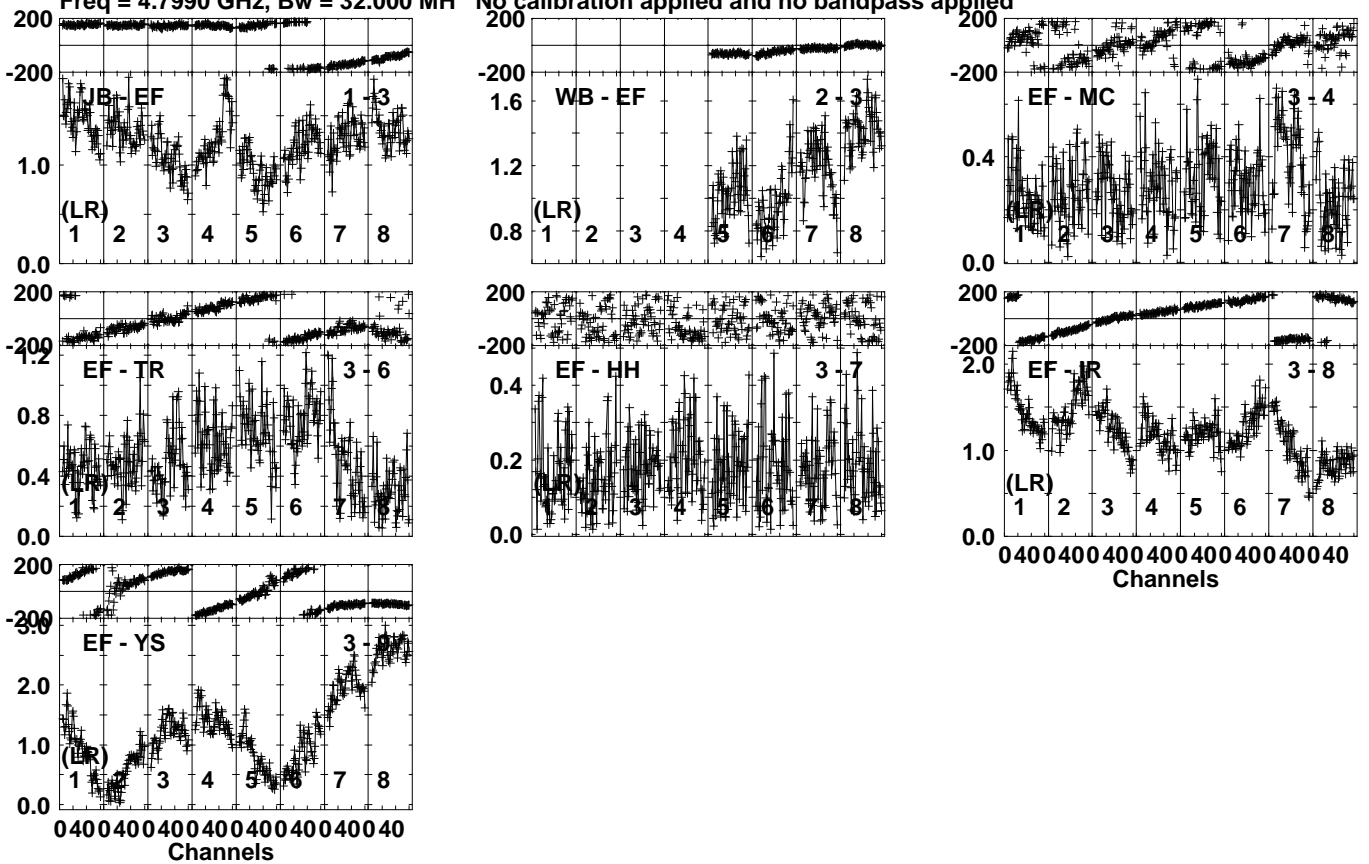 Freq = 4.7990 GHz, Bw = 32.000 MH No calibration applied and no bandpass applied
200
-200
JB - EF 1 - 3
1.0
(LR)
1 2 3 4 5 6 7 8
0.0
200
-200
WB - EF 2 - 3
1.6
1.2
(LR)
0.8
1 2 3 4 5 6 7 8
200
-200
EF - MC 3 - 4
0.4
(LR)
1 2 3 4 5 6 7 8
0.0
200
-200
1.2
EF - TR 3 - 6
0.8
0.4
(LR)
1 2 3 4 5 6 7 8
0.0
200
-200
EF - HH 3 - 7
0.4
0.2
(LR)
1 2 3 4 5 6 7 8
0.0
200
-200
2.0
EF - IR 3 - 8
1.0
(LR)
1 2 3 4 5 6 7 8
0.0
0 40 0 40 0 40 0 40 0 40 0 40 0 40 0 40
Channels
200
-200
3.0
EF - YS 3 - 9
2.0
1.0
(LR)
1 2 3 4 5 6 7 8
0.0
0 40 0 40 0 40 0 40 0 40 0 40 0 40 0 40
Channels